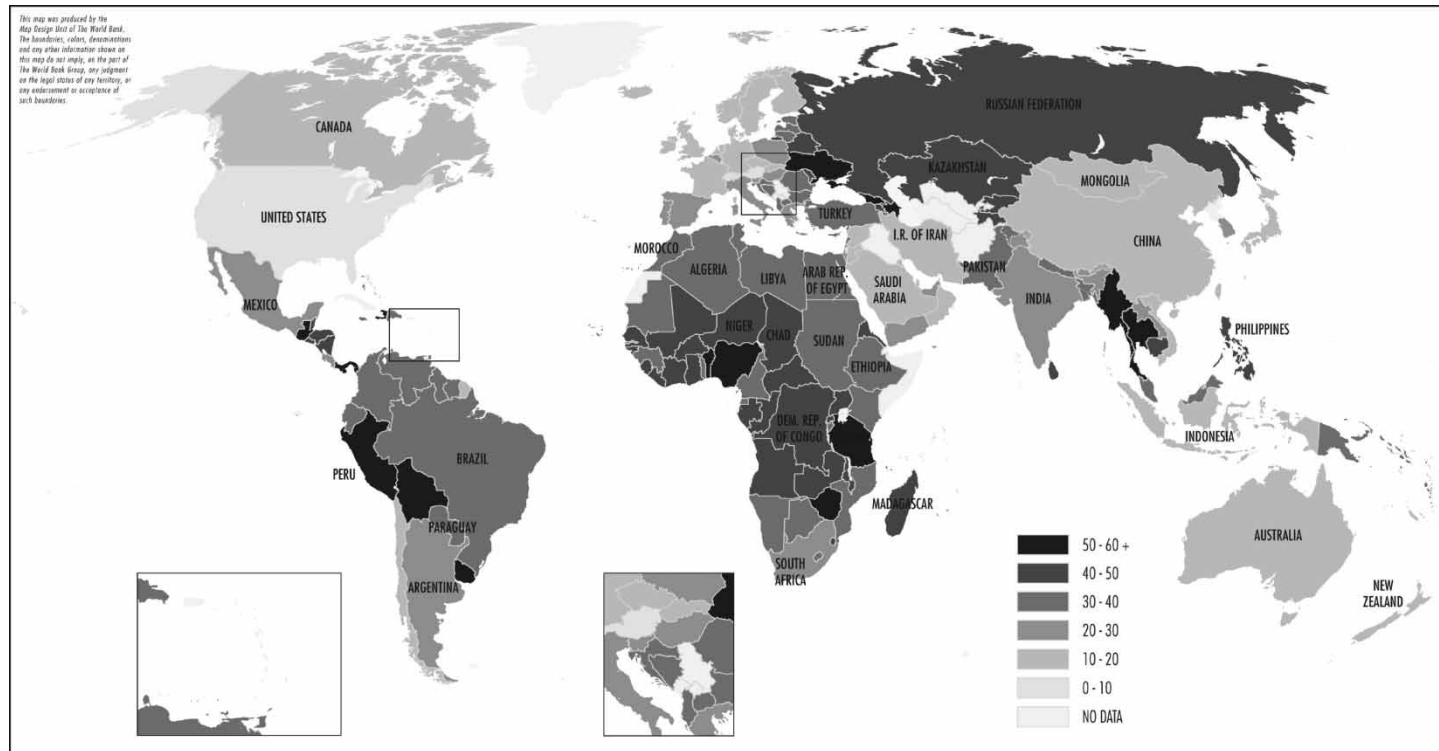 This map was produced by the
Map Design Unit of The World Bank.
The boundaries, colors, denominations
and any other information shown on
this map do not imply, on the part of
The World Bank Group, any judgment
on the legal status of any territory, or
any endorsement or acceptance of
such boundaries.
RUSSIAN FEDERATION
CANADA
KAZAKHSTAN
MONGOLIA
UNITED STATES
TURKEY
I.R. OF IRAN
CHINA
MOROCCO
ALGERIA
LIBYA
ARAB REP.
OF EGYPT
PAKISTAN
SAUDI
ARABIA
INDIA
MEXICO
NIGER
CHAD
SUDAN
PHILIPPINES
ETHIOPIA
DEM. REP.
OF CONGO
INDONESIA
BRAZIL
PERU
MADAGASCAR
PARAGUAY
AUSTRALIA
SOUTH
AFRICA
ARGENTINA
NEW
ZEALAND
50 - 60 +
40 - 50
30 - 40
20 - 30
10 - 20
0 - 10
NO DATA